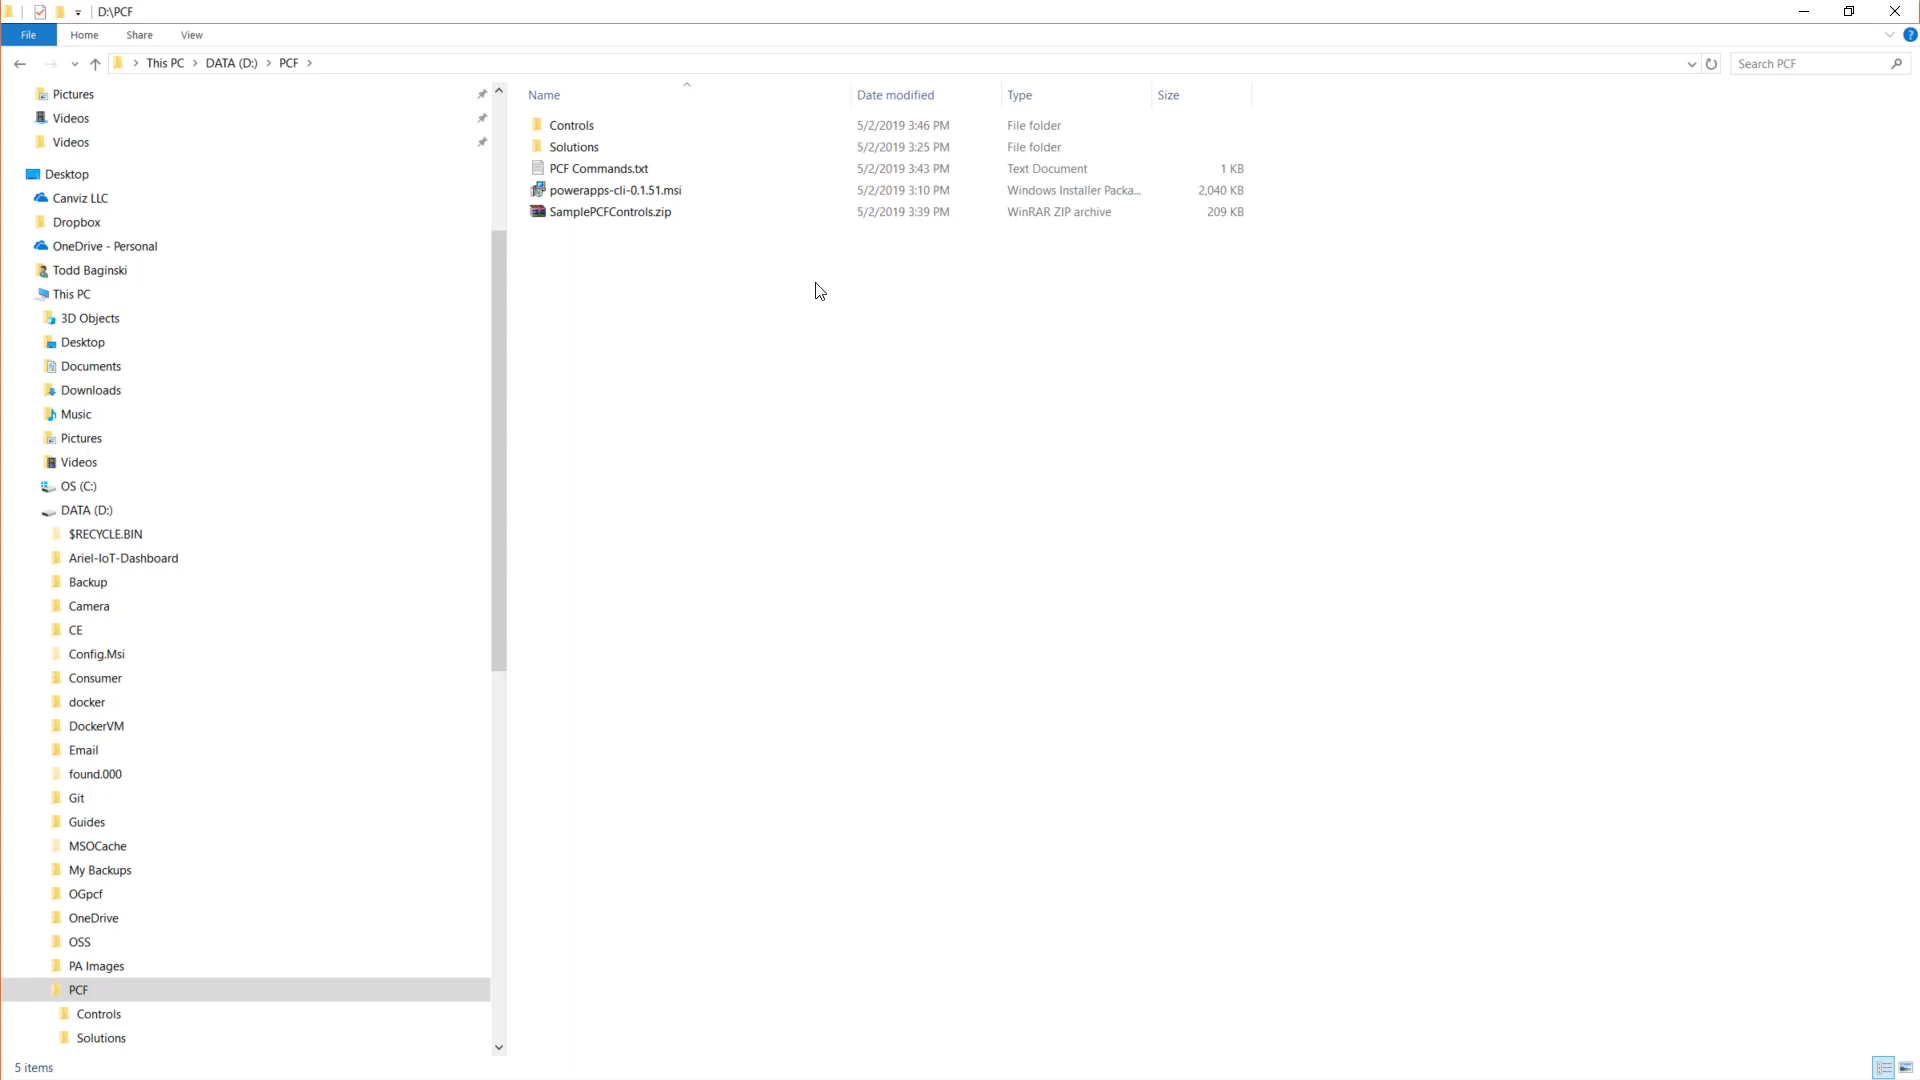 D:\PCF
File Home Share View
This PC DATA (D:) PCF
Search PCF
Pictures
Videos
Videos
Desktop
Canviz LLC
Dropbox
OneDrive - Personal
Todd Baginski
This PC
3D Objects
Desktop
Documents
Downloads
Music
Pictures
Videos
OS (C:)
DATA (D:)
$RECYCLE.BIN
Ariel-IoT-Dashboard
Backup
Camera
CE
Config.Msi
Consumer
docker
DockerVM
Email
found.000
Git
Guides
MSOCache
My Backups
OGpcf
OneDrive
OSS
PA Images
PCF
Controls
Solutions
Name Date modified Type Size
Controls 5/2/2019 3:46 PM File folder
Solutions 5/2/2019 3:25 PM File folder
PCF Commands.txt 5/2/2019 3:43 PM Text Document 1 KB
powerapps-cli-0.1.51.msi 5/2/2019 3:10 PM Windows Installer Packa... 2,040 KB
SamplePCFControls.zip 5/2/2019 3:39 PM WinRAR ZIP archive 209 KB
5 items